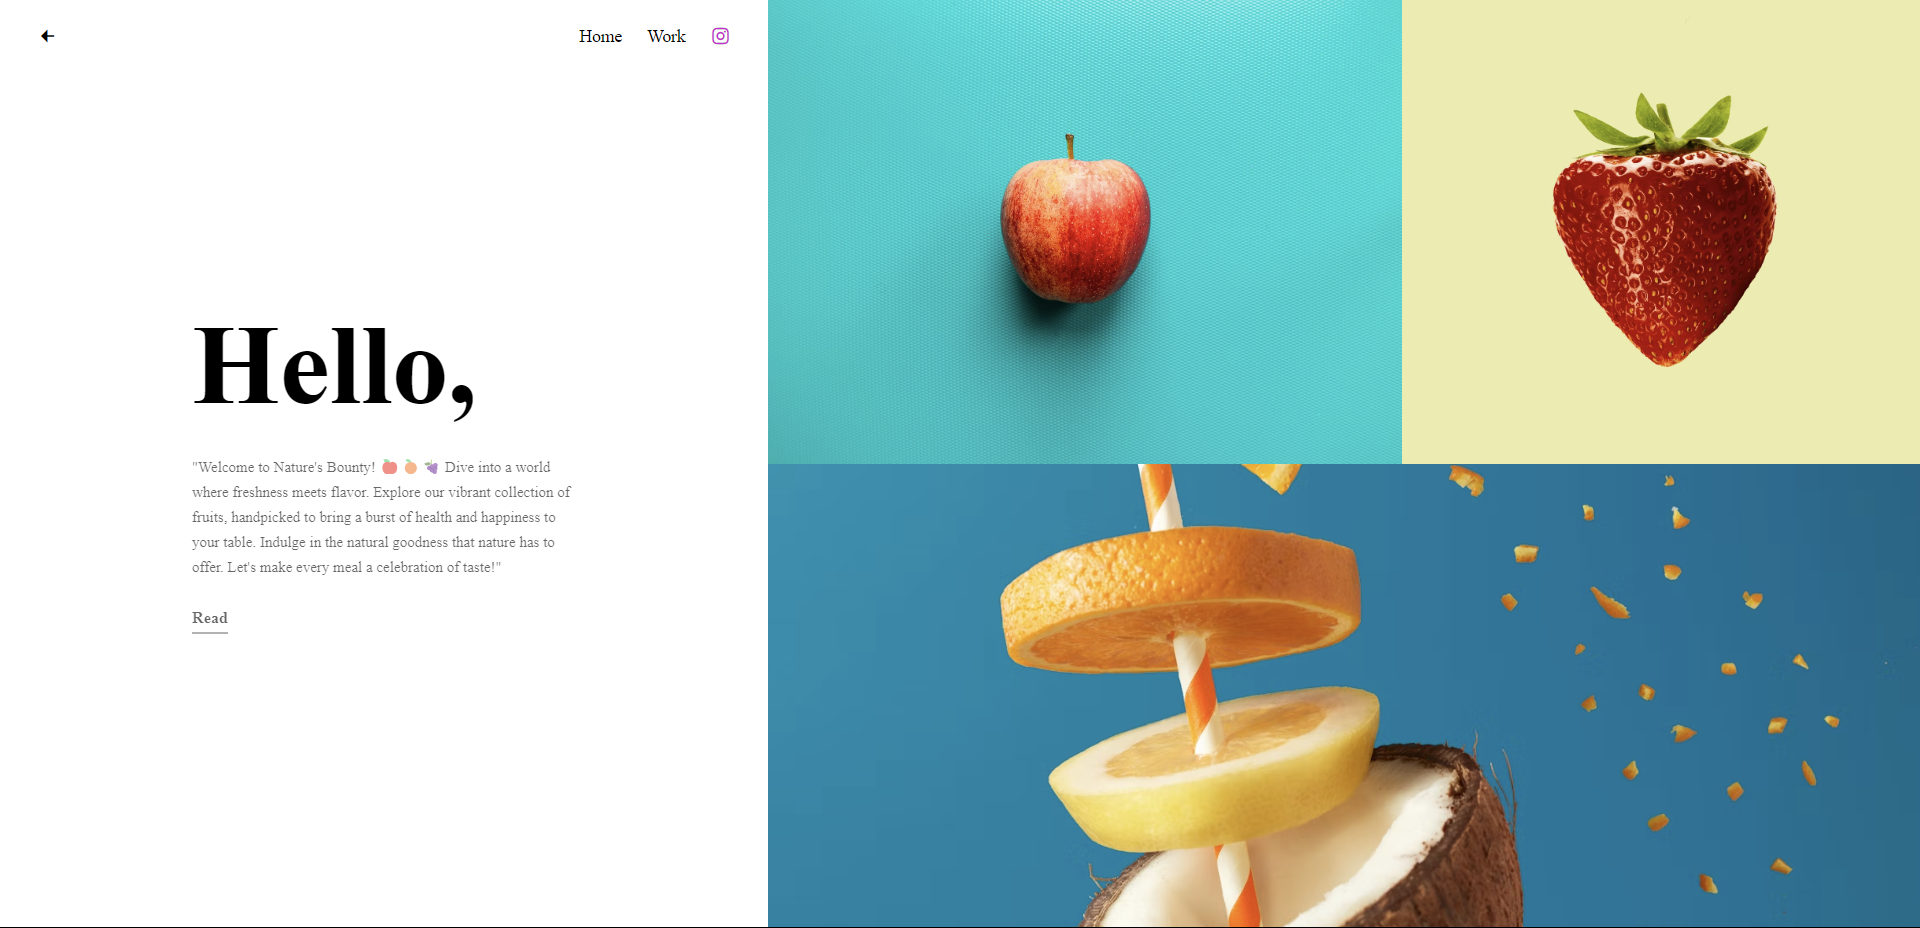 Home Work
Hello,
"Welcome to Nature's Bounty! 🍎 🍑 🍇 Dive into a world
where freshness meets flavor. Explore our vibrant collection of
fruits, handpicked to bring a burst of health and happiness to
your table. Indulge in the natural goodness that nature has to
offer. Let's make every meal a celebration of taste!"
Read